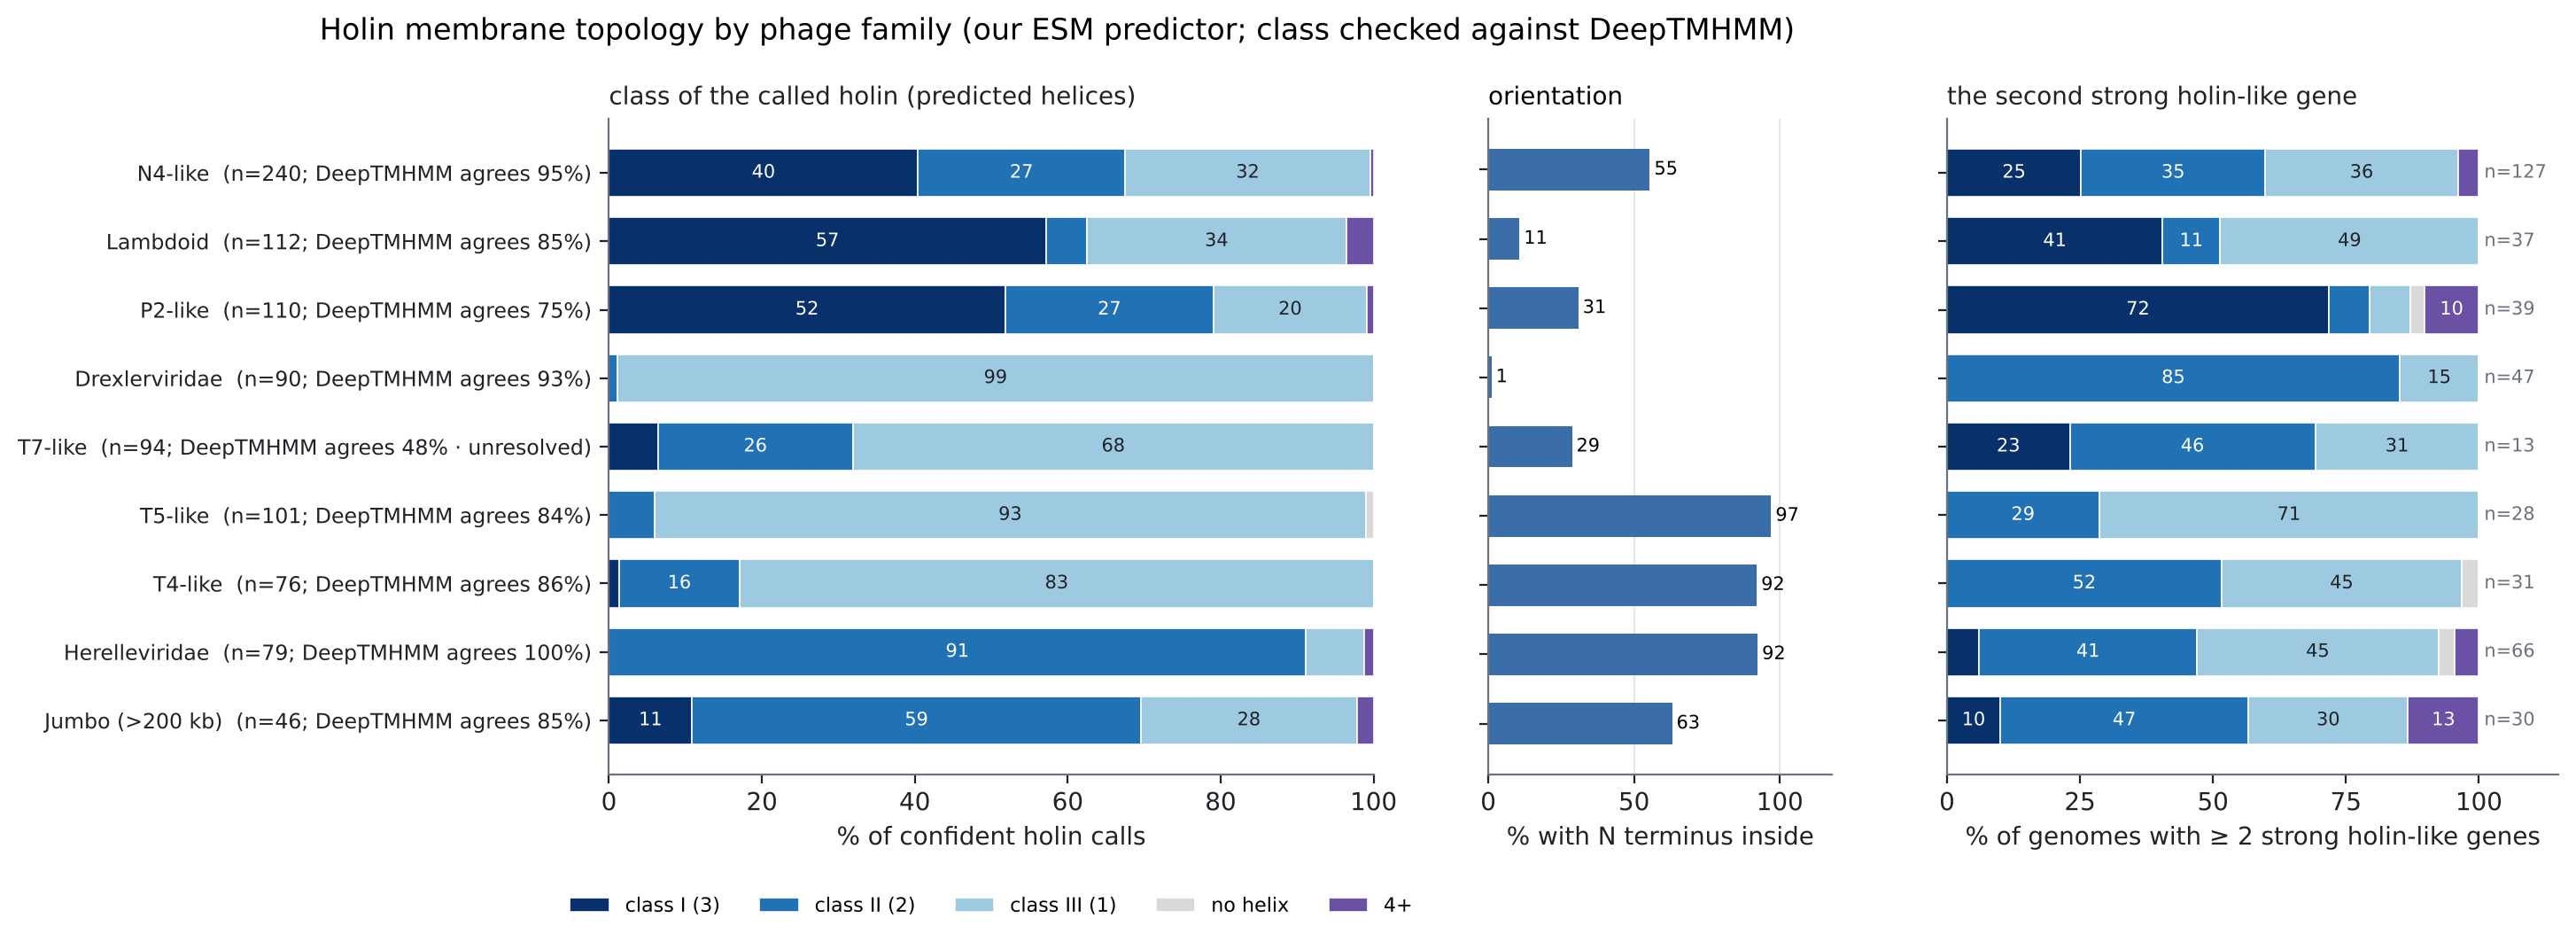 Holin membrane topology by phage family (our ESM predictor; class checked against DeepTMHMM)
class of the called holin (predicted helices)
orientation
the second strong holin-like gene
N4-like (n=240; DeepTMHMM agrees 95%) 40 27 32 55 25 35 36 n=127
Lambdoid (n=112; DeepTMHMM agrees 85%) 57 34 11 41 11 49 n=37
P2-like (n=110; DeepTMHMM agrees 75%) 52 27 20 31 72 10 n=39
Drexlerviridae (n=90; DeepTMHMM agrees 93%) 99 1 85 15 n=47
T7-like (n=94; DeepTMHMM agrees 48% · unresolved) 26 68 29 23 46 31 n=13
T5-like (n=101; DeepTMHMM agrees 84%) 93 97 29 71 n=28
T4-like (n=76; DeepTMHMM agrees 86%) 16 83 92 52 45 n=31
Herelleviridae (n=79; DeepTMHMM agrees 100%) 91 92 41 45 n=66
Jumbo (>200 kb) (n=46; DeepTMHMM agrees 85%) 11 59 28 63 10 47 30 13 n=30
0 20 40 60 80 100 0 50 100 0 25 50 75 100
% of confident holin calls
% with N terminus inside
% of genomes with ≥ 2 strong holin-like genes
class I (3) class II (2) class III (1) no helix 4+